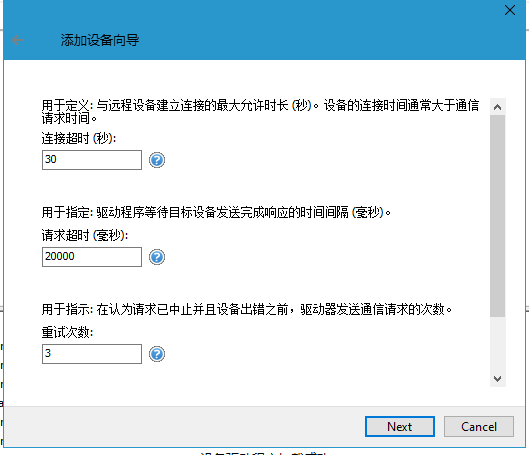 添加设备向导
用于定义: 与远程设备建立连接的最大允许时长 (秒)。设备的连接时间通常大于通信
请求时间。
连接超时 (秒):
30
用于指定: 驱动程序等待目标设备发送完成响应的时间间隔 (毫秒)。
请求超时 (毫秒):
20000
用于指示: 在认为请求已中止并且设备出错之前，驱动器发送通信请求的次数。
重试次数:
3
Next
Cancel